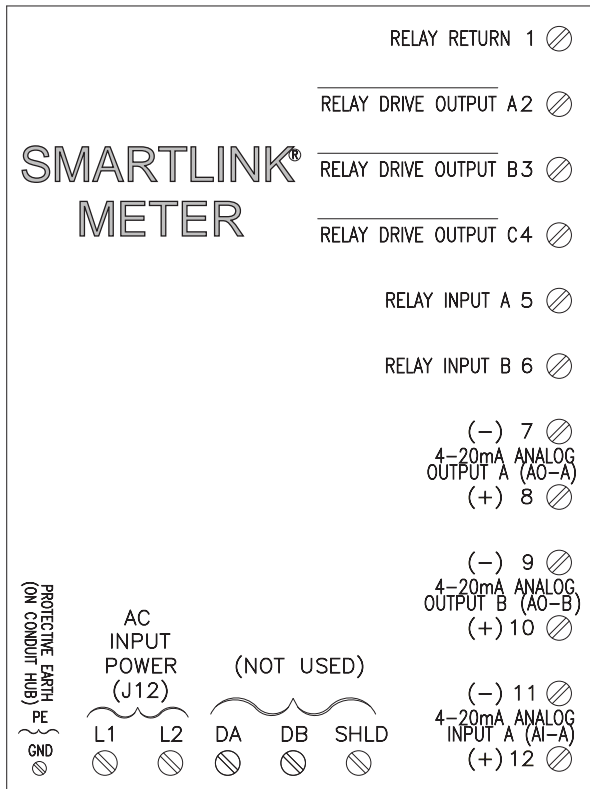 RELAY RETURN 1
RELAY DRIVE OUTPUT A 2
SMARTLINK®
METER
RELAY DRIVE OUTPUT B 3
RELAY DRIVE OUTPUT C 4
RELAY INPUT A 5
RELAY INPUT B 6
(−) 7
4−20mA ANALOG
OUTPUT A (AO−A)
(+) 8
(−) 9
4−20mA ANALOG
OUTPUT B (AO−B)
(+) 10
(−) 11
4−20mA ANALOG
INPUT A (AI−A)
(+) 12
PROTECTIVE EARTH
(ON CONDUIT HUB)
PE
GND
AC
INPUT
POWER
(J12)
L1 L2
(NOT USED)
DA DB SHLD